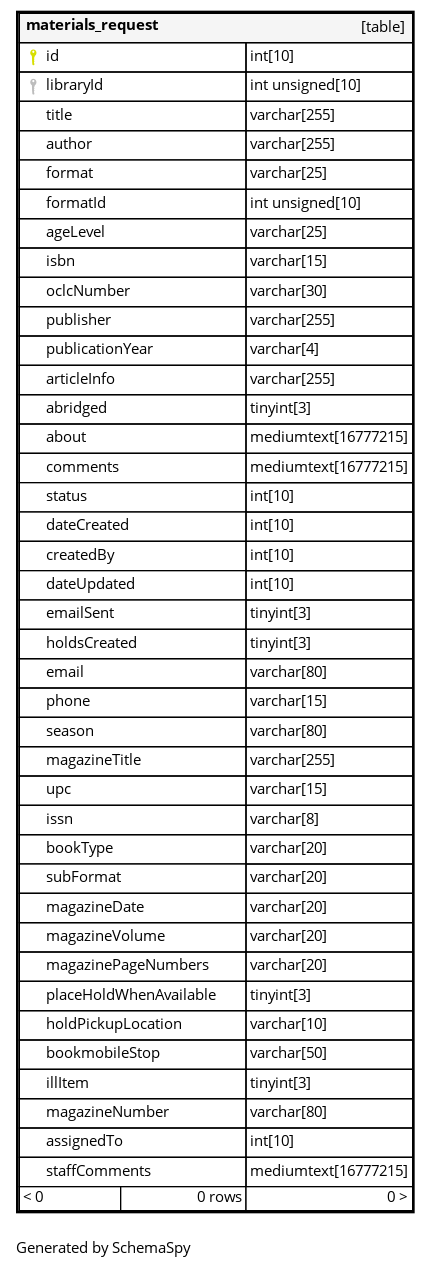 materials_request [table]
id int[10]
libraryId int unsigned[10]
title varchar[255]
author varchar[255]
format varchar[25]
formatId int unsigned[10]
ageLevel varchar[25]
isbn varchar[15]
oclcNumber varchar[30]
publisher varchar[255]
publicationYear varchar[4]
articleInfo varchar[255]
abridged tinyint[3]
about mediumtext[16777215]
comments mediumtext[16777215]
status int[10]
dateCreated int[10]
createdBy int[10]
dateUpdated int[10]
emailSent tinyint[3]
holdsCreated tinyint[3]
email varchar[80]
phone varchar[15]
season varchar[80]
magazineTitle varchar[255]
upc varchar[15]
issn varchar[8]
bookType varchar[20]
subFormat varchar[20]
magazineDate varchar[20]
magazineVolume varchar[20]
magazinePageNumbers varchar[20]
placeHoldWhenAvailable tinyint[3]
holdPickupLocation varchar[10]
bookmobileStop varchar[50]
illItem tinyint[3]
magazineNumber varchar[80]
assignedTo int[10]
staffComments mediumtext[16777215]
< 0 0 rows 0 >
Generated by SchemaSpy